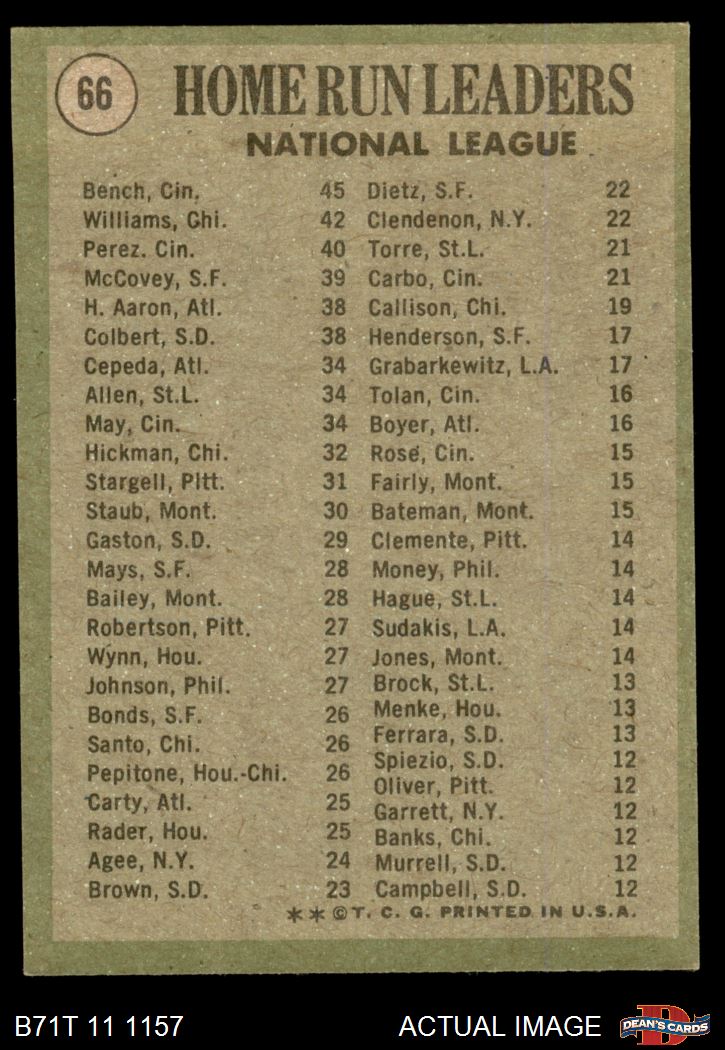 66
HOME RUN LEADERS
NATIONAL LEAGUE
Bench, Cin. 45
Williams, Chi. 42
Perez. Cin. 40
McCovey, S.F. 39
H. Aaron, Atl. 38
Colbert, S.D. 38
Cepeda, Atl. 34
Allen, St.L. 34
May, Cin. 34
Hickman, Chi. 32
Stargell, Pitt. 31
Staub, Mont. 30
Gaston, S.D. 29
Mays, S.F. 28
Bailey, Mont. 28
Robertson, Pitt. 27
Wynn, Hou. 27
Johnson, Phil. 27
Bonds, S.F. 26
Santo, Chi. 26
Pepitone, Hou.-Chi. 26
Carty, Atl. 25
Rader, Hou. 25
Agee, N.Y. 24
Brown, S.D. 23
Dietz, S.F. 22
Clendenon, N.Y. 22
Torre, St.L. 21
Carbo, Cin. 21
Callison, Chi. 19
Henderson, S.F. 17
Grabarkewitz, L.A. 17
Tolan, Cin. 16
Boyer, Atl. 16
Rose, Cin. 15
Fairly, Mont. 15
Bateman, Mont. 15
Clemente, Pitt. 14
Money, Phil. 14
Hague, St.L. 14
Sudakis, L.A. 14
Jones, Mont. 14
Brock, St.L. 13
Menke, Hou. 13
Ferrara, S.D. 13
Spiezio, S.D. 12
Oliver, Pitt. 12
Garrett, N.Y. 12
Banks, Chi. 12
Murrell, S.D. 12
Campbell, S.D. 12
**©T. C. G. PRINTED IN U.S.A.
B71T 11 1157
ACTUAL IMAGE
D
DEAN'S CARDS